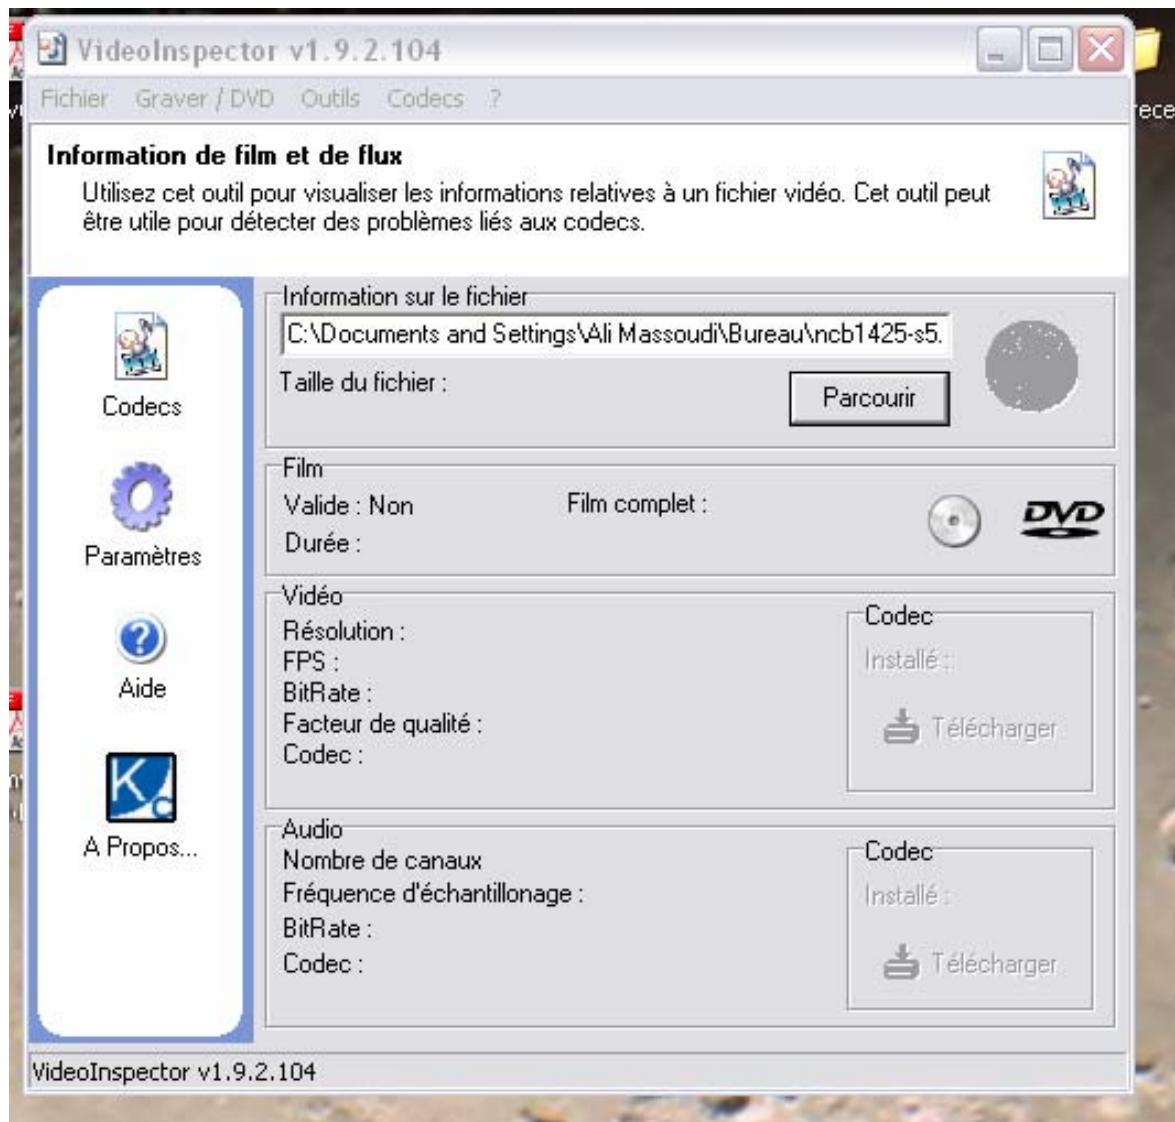 VideoInspector v1.9.2.104
Fichier Graver / DVD Outils Codecs ?
Information de film et de flux
Utilisez cet outil pour visualiser les informations relatives à un fichier vidéo. Cet outil peut
être utile pour détecter des problèmes liés aux codecs.
Codecs
Paramètres
Aide
A Propos...
Information sur le fichier
C:\Documents and Settings\Ali Massoudi\Bureau\ncb1425-s5.
Taille du fichier :
Parcourir
Film
Valide : Non
Film complet :
Durée :
DVD
Vidéo
Résolution :
FPS :
BitRate :
Facteur de qualité :
Codec :
Codec
Installé :
Télécharger
Audio
Nombre de canaux
Fréquence d'échantillonage :
BitRate :
Codec :
Codec
Installé :
Télécharger
VideoInspector v1.9.2.104